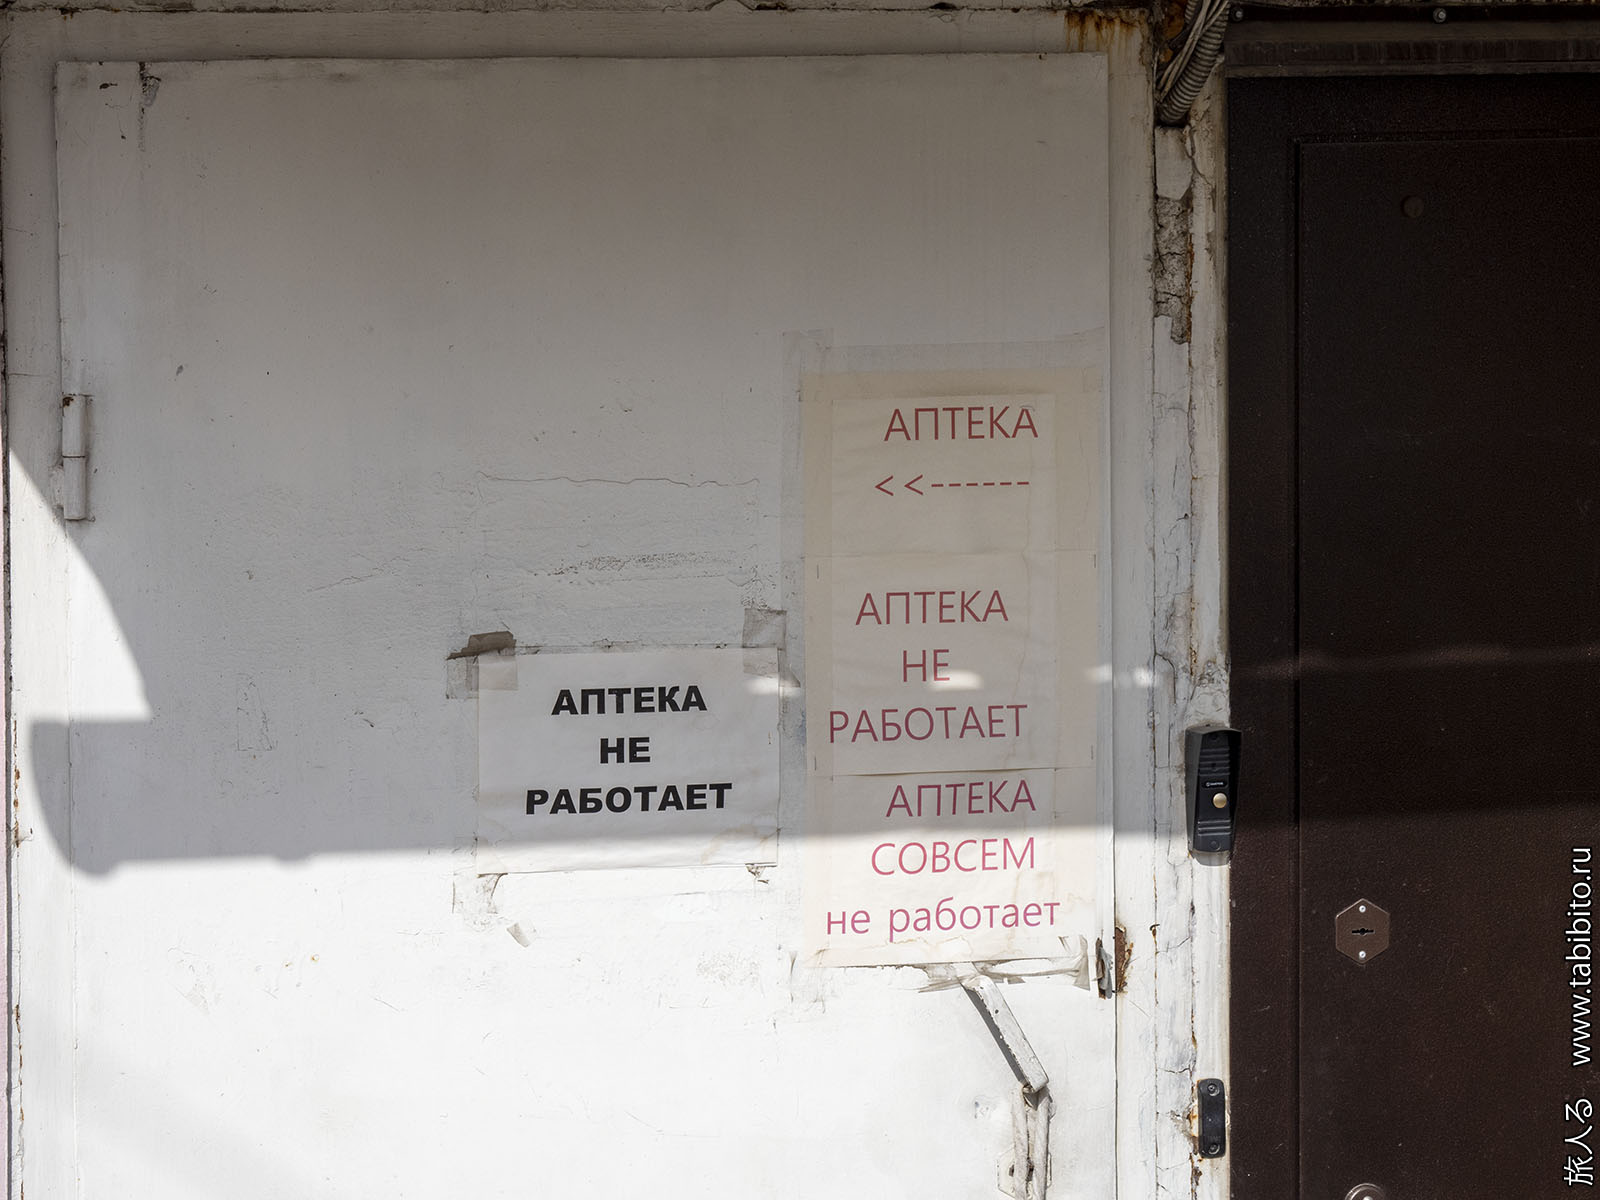 АПТЕКА
<<------
АПТЕКА
НЕ
РАБОТАЕТ
АПТЕКА
СОВСЕМ
не работает
АПТЕКА
НЕ
РАБОТАЕТ
旅人る www.tabibito.ru